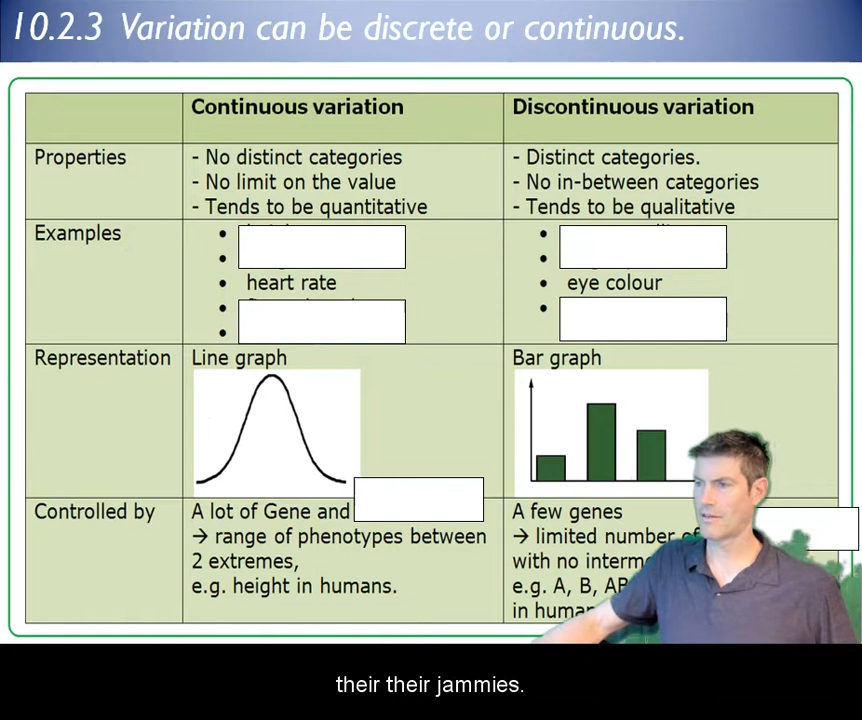 10.2.3 Variation can be discrete or continuous.
Continuous variation
Discontinuous variation
Properties
- No distinct categories
- No limit on the value
- Tends to be quantitative
- Distinct categories.
- No in-between categories
- Tends to be qualitative
Examples
• heart rate
• eye colour
Representation
Line graph
Bar graph
Controlled by
A lot of Gene and
→ range of phenotypes between
2 extremes,
e.g. height in humans.
A few genes
→ limited number of
with no
e.g. A, B, AB
in
their their jammies.